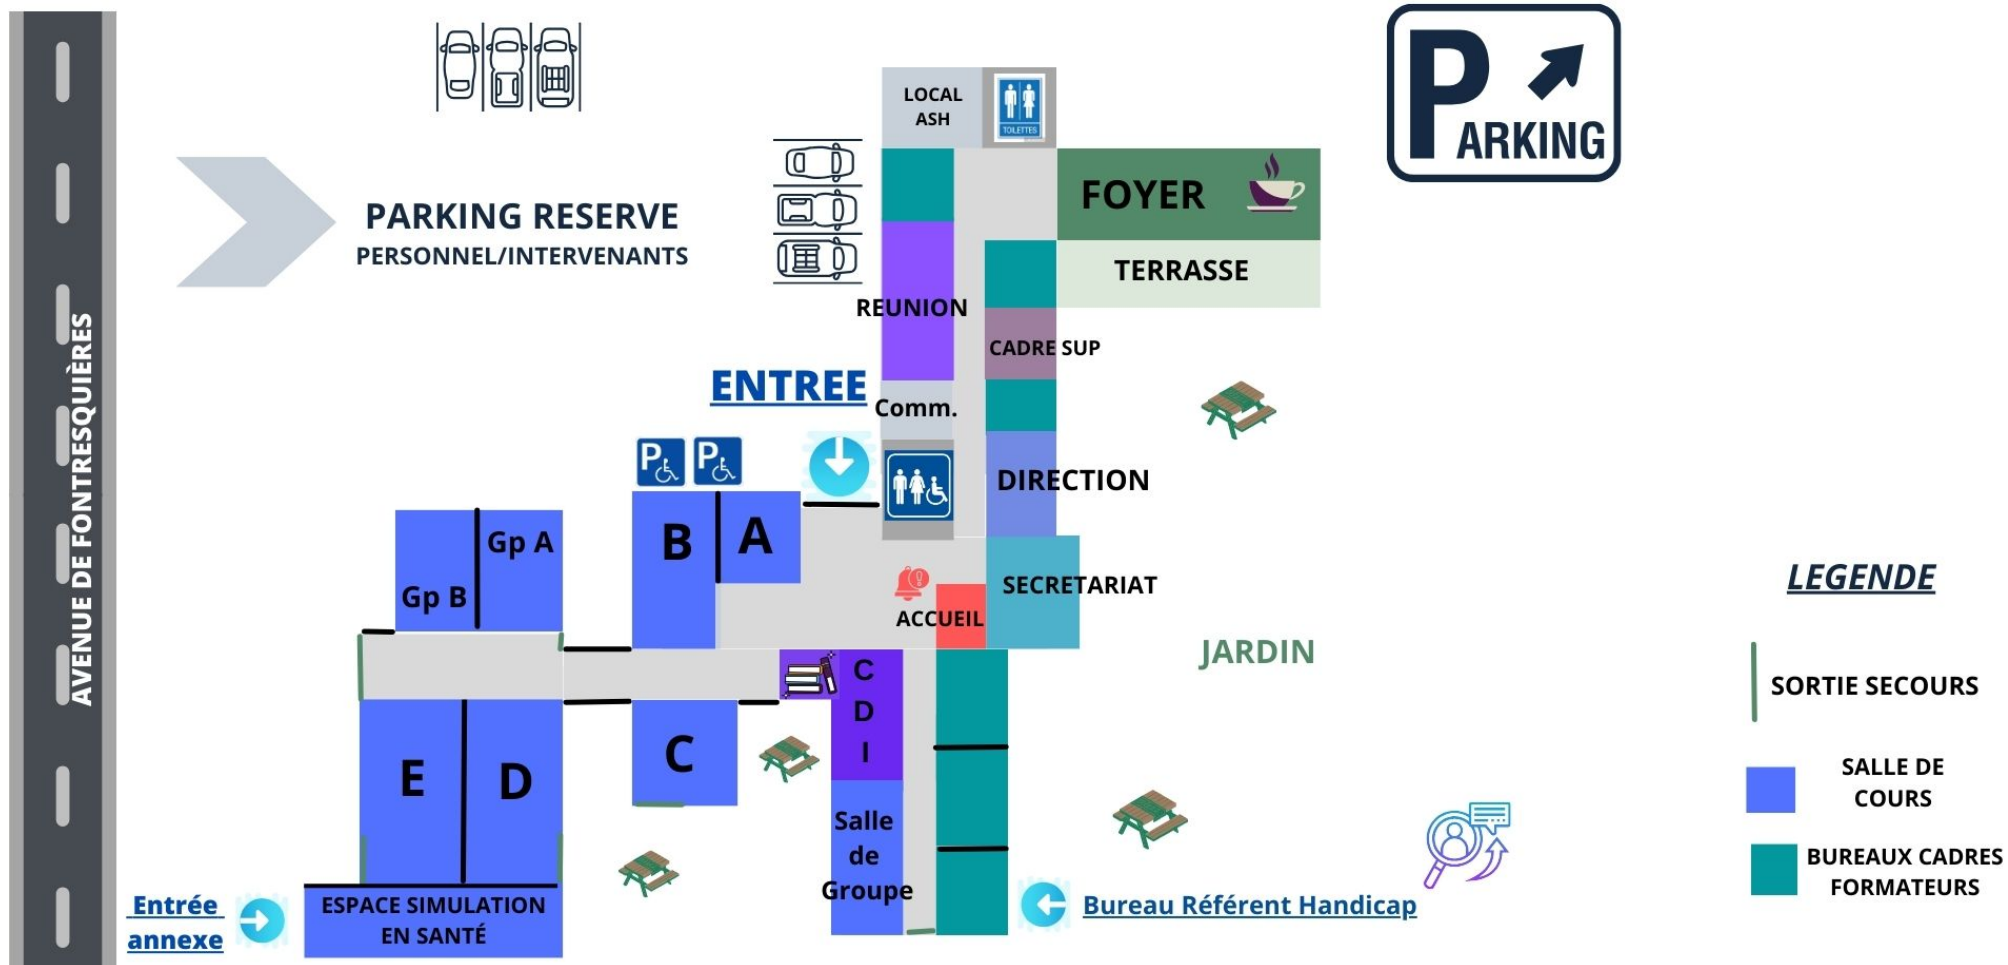 AVENUE DE FONTRESQUIÈRES
PARKING RESERVE
PERSONNEL/INTERVENANTS
LOCAL
ASH
TOILETTES
PARKING
FOYER
TERRASSE
REUNION
CADRE SUP
ENTREE
Comm.
P
P
DIRECTION
B
A
Gp A
Gp B
SECRETARIAT
ACCUEIL
JARDIN
C
D
I
E
D
C
Salle
de
Groupe
ESPACE SIMULATION
EN SANTÉ
Entrée
annexe
Bureau Référent Handicap
LEGENDE
SORTIE SECOURS
SALLE DE
COURS
BUREAUX CADRES
FORMATEURS